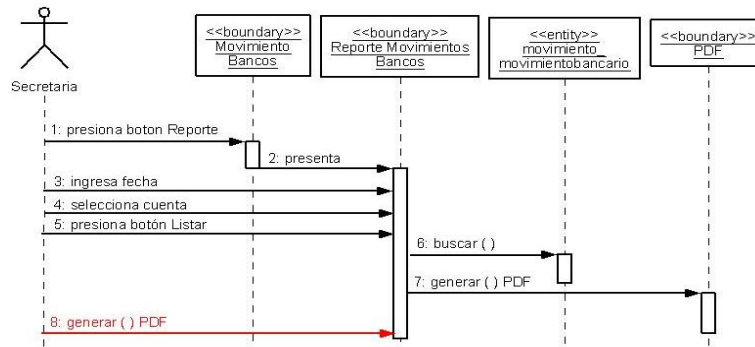 Secretaria
<<boundary>>
Movimiento
Bancos
<<boundary>>
Reporte Movimientos
Bancos
<<entity>>
movimiento_
movimientobancario
<<boundary>>
PDF
1: presiona boton Reporte
2: presenta
3: ingresa fecha
4: selecciona cuenta
5: presiona botón Listar
6: buscar ( )
7: generar ( ) PDF
8: generar ( ) PDF